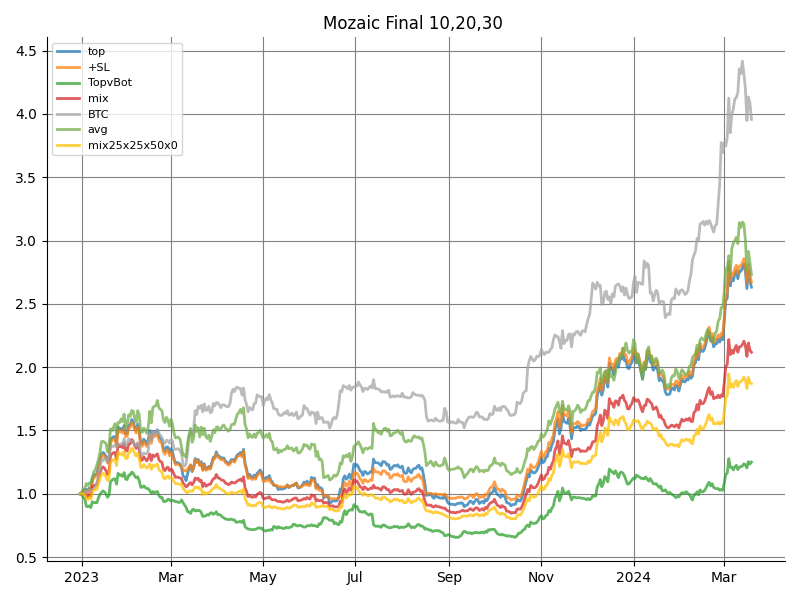 Mozaic Final 10,20,30
top
+SL
TopvBot
mix
BTC
avg
mix25x25x50x0
4.5
4.0
3.5
3.0
2.5
2.0
1.5
1.0
0.5
2023 Mar May Jul Sep Nov 2024 Mar